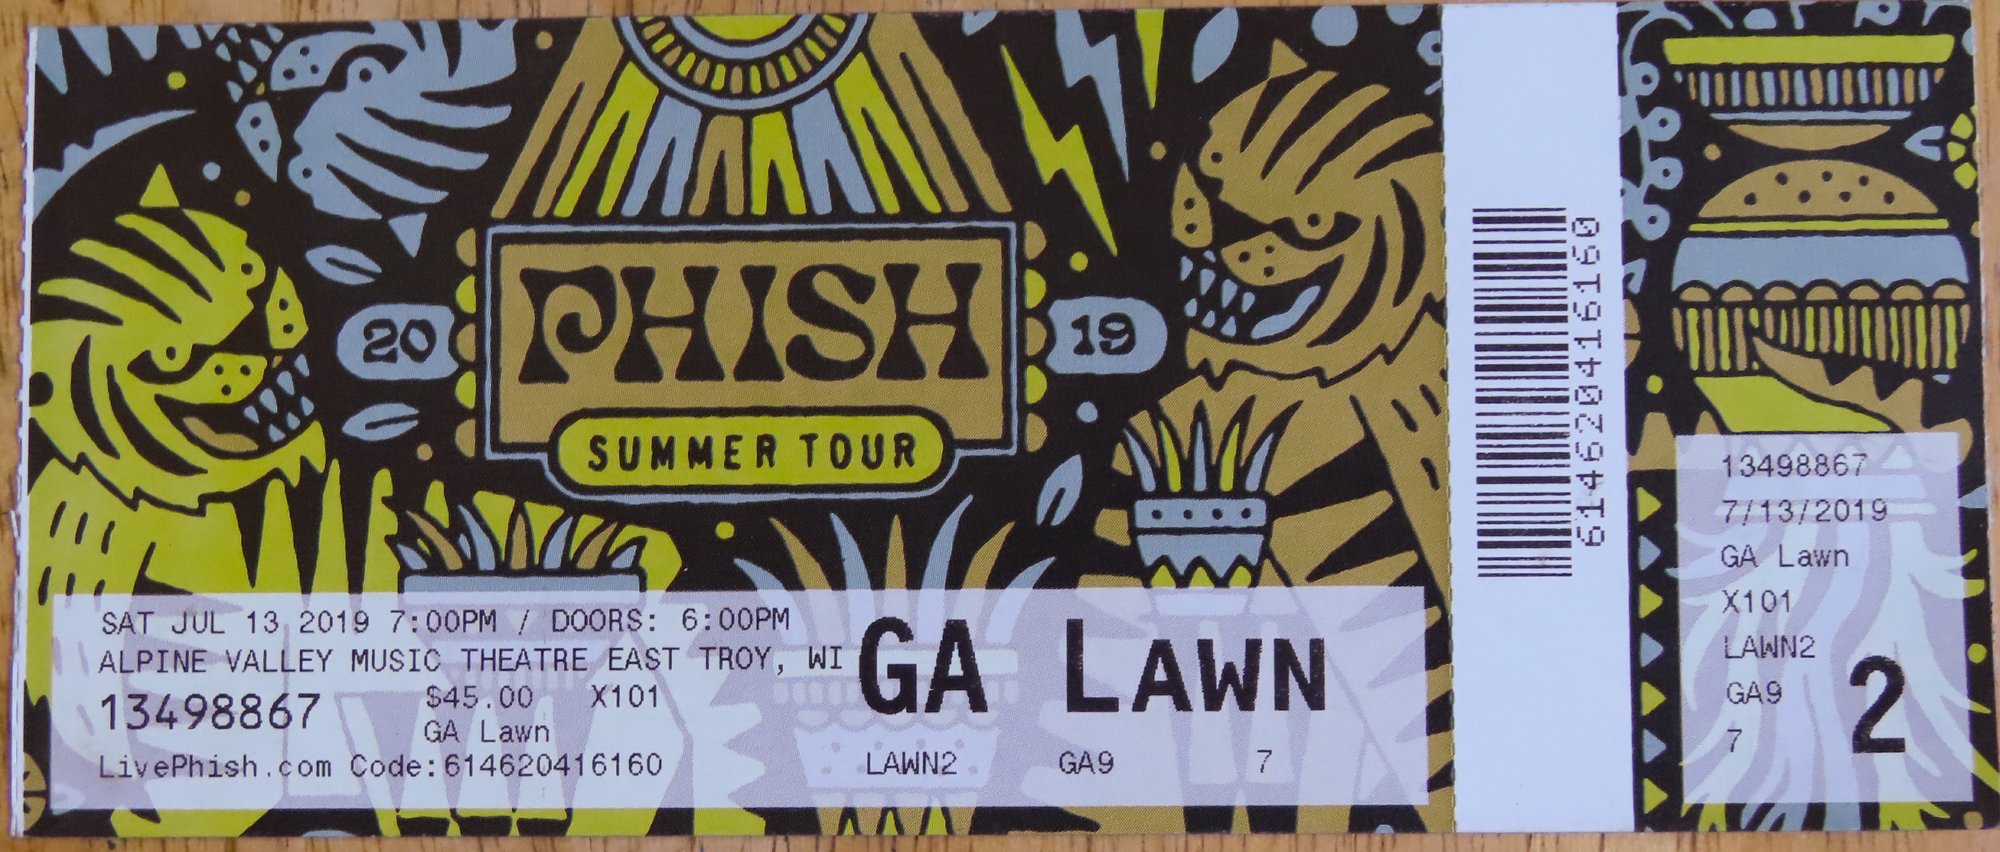 20 PHISH 19
SUMMER TOUR
SAT JUL 13 2019 7:00PM / DOORS: 6:00PM
ALPINE VALLEY MUSIC THEATRE EAST TROY, WI
13498867 $45.00 X101
GA Lawn
LivePhish.com Code:614620416160
GA LAWN
LAWN2 GA9 7
614620416160
13498867
7/13/2019
GA Lawn
X101
LAWN2
GA9
7
2